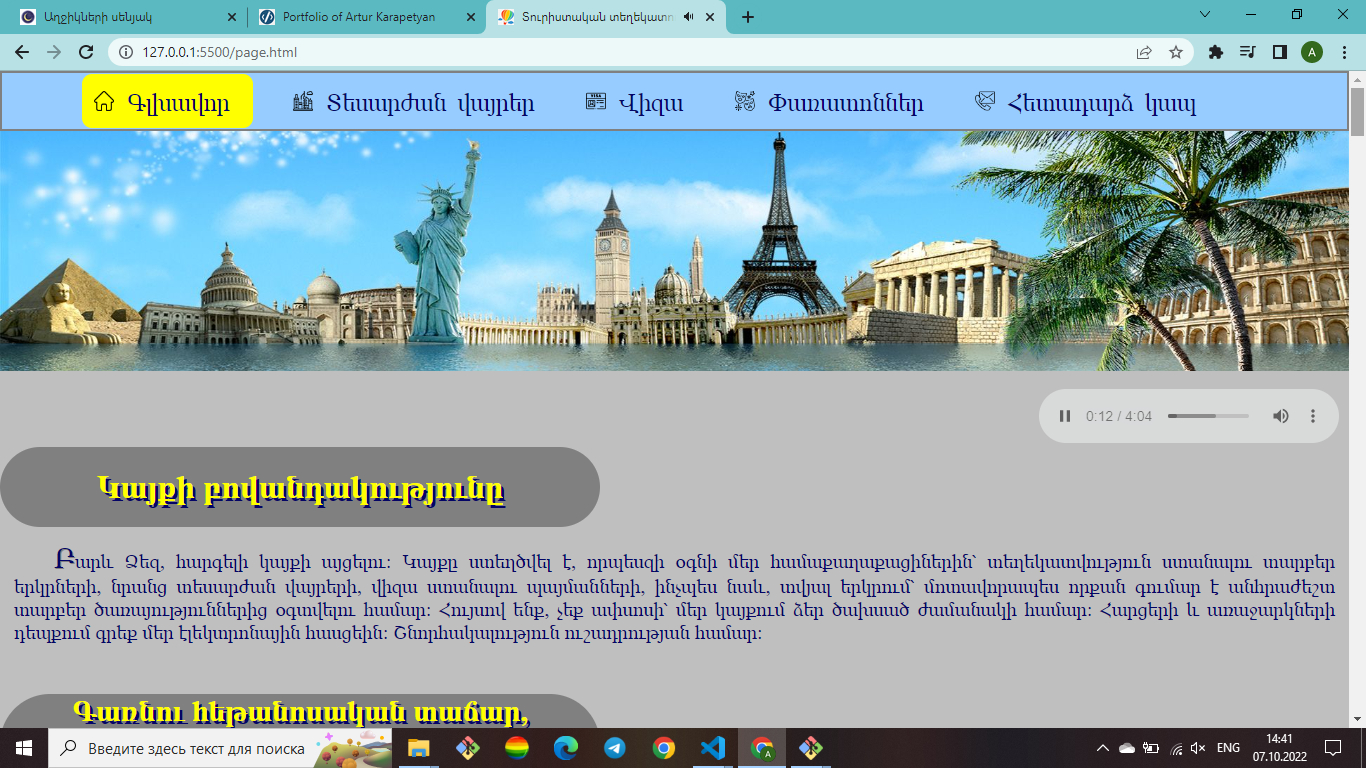 Աղջիկների սենյակ
Portfolio of Artur Karapetyan
Տուրիստական տեղեկատու
127.0.0.1:5500/page.html
A
Գլխավոր
Տեսարժան վայրեր
Վիզա
Փառատոններ
Հետադարձ կապ
0:12 / 4:04
Կայքի բովանդակությունը
Բարև Ձեզ, հարգելի կայքի այցելու: Կայքը ստեղծվել է, որպեսզի օգնի մեր համաքաղաքացիներին՝ տեղեկատվություն ստանալու տարբեր
երկրների, նրանց տեսարժան վայրերի, վիզա ստանալու պայմանների, ինչպես նաև, տվյալ երկրում՝ մոտավորապես որքան գումար է անհրաժեշտ
տարբեր ծառայություններից օգտվելու համար: Հույսով ենք, չեք ափսոսի՝ մեր կայքում ձեր ծախսած ժամանակի համար: Հարցերի և առաջարկների
դեպքում գրեք մեր էլեկտրոնային հասցեին: Շնորհակալություն ուշադրության համար:
Գառնու հեթանոսական տաճար,
Введите здесь текст для поиска
ENG
14:41
07.10.2022